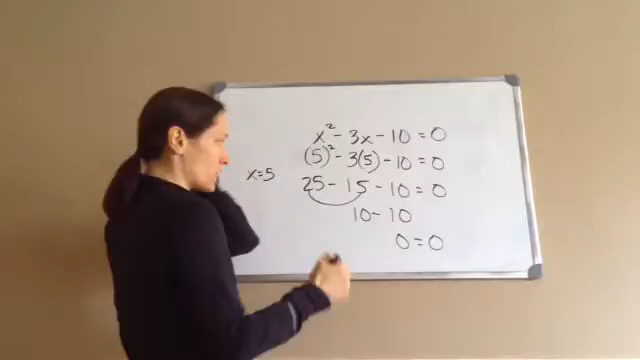 x² - 3x - 10 = 0
(5)² - 3(5) - 10 = 0
x=5
25 - 15 - 10 = 0
10 - 10
0 = 0